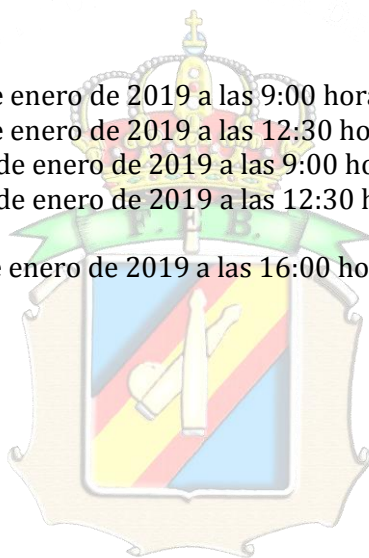 e enero de 2019 a las 9:00 hora
e enero de 2019 a las 12:30 ho
de enero de 2019 a las 9:00 ho
de enero de 2019 a las 12:30 h
F. E. B.
e enero de 2019 a las 16:00 ho